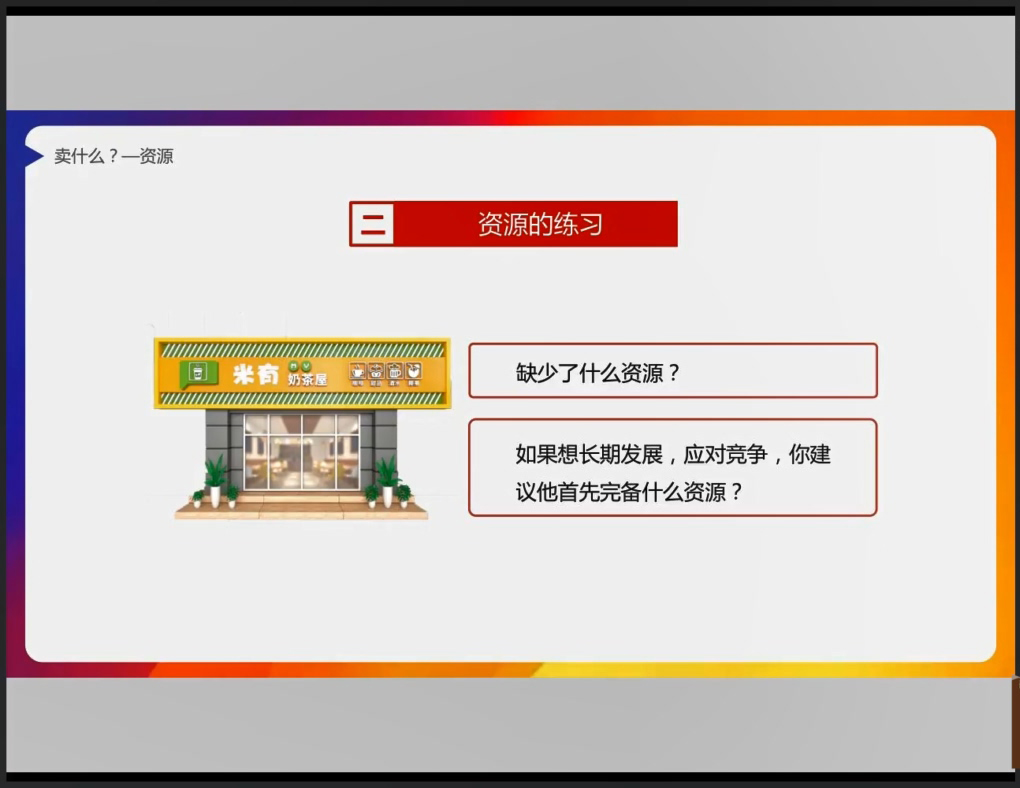 卖什么？—资源
二
资源的练习
米有
奶茶屋
缺少了什么资源？
如果想长期发展，应对竞争，你建
议他首先完备什么资源？